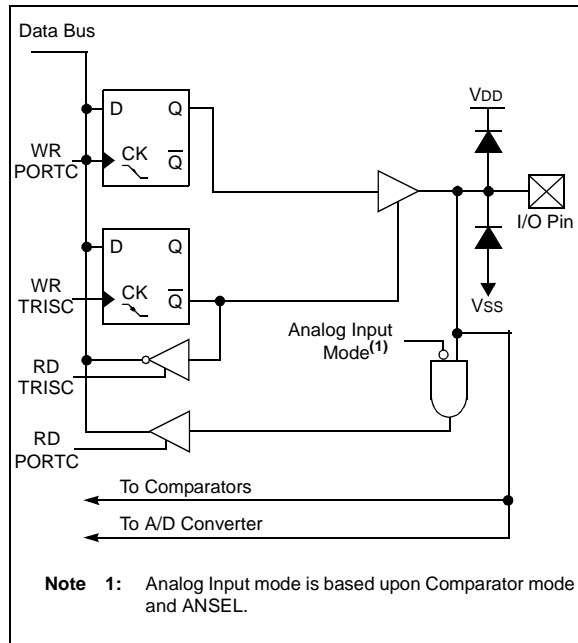 Data Bus
D Q
VDD
WR
PORTC
CK
Q
I/O Pin
D Q
WR
TRISC
CK
Q
VSS
Analog Input
Mode(1)
RD
TRISC
RD
PORTC
To Comparators
To A/D Converter
Note 1: Analog Input mode is based upon Comparator mode
and ANSEL.